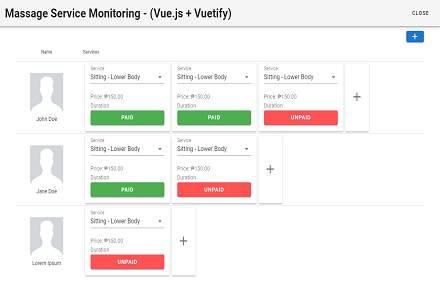 Massage Service Monitoring - (Vue.js + Vuetify)
CLOSE
+
Name Services
Service Service Service
Sitting - Lower Body Sitting - Lower Body Sitting - Lower Body
Price: ₱150.00 Price: ₱150.00 Price: ₱150.00
Duration Duration Duration
PAID PAID UNPAID
+
John Doe
Service Service
Sitting - Lower Body Sitting - Lower Body
Price: ₱150.00 Price: ₱150.00
Duration Duration
PAID UNPAID
+
Jane Doe
Service
Sitting - Lower Body
Price: ₱150.00
Duration
UNPAID
+
Lorem Ipsum